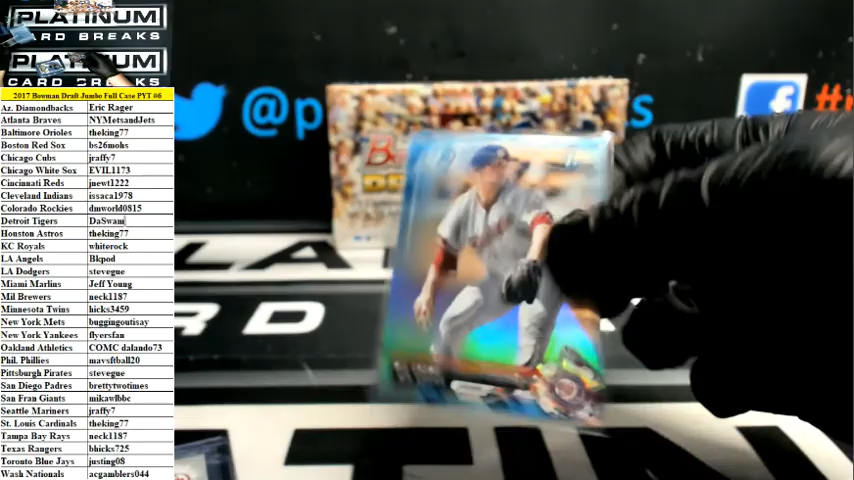 PLATINUM
CARD BREAKS
PLATINUM
CARD BREAKS
2017 Bowman Draft Jumbo Full Case PYT #6
Az. Diamondbacks Eric Rager
Atlanta Braves NYMetsandJets
Baltimore Orioles theking77
Boston Red Sox bs26mohs
Chicago Cubs jraffy7
Chicago White Sox EVIL1173
Cincinati Reds jnewt1222
Cleveland Indians issaca1978
Colorado Rockies dmworld0815
Detroit Tigers DaSwam
Houston Astros theking77
KC Royals whiterock
LA Angels Bkpod
LA Dodgers stevegue
Miami Marlins Jeff Young
Mil Brewers neck1187
Minnesota Twins hicks3459
New York Mets buggingoutisay
New York Yankees flyersfan
Oakland Athletics COMC dalando73
Phil. Phillies mavsftball20
Pittsburgh Pirates stevegue
San Diego Padres brettytwotimes
San Fran Giants mikawlbbc
Seattle Mariners jraffy7
St. Louis Cardinals theking77
Tampa Bay Rays neck1187
Texas Rangers bhicks725
Toronto Blue Jays justing08
Wash Nationals acgamblers044
@p
s
f